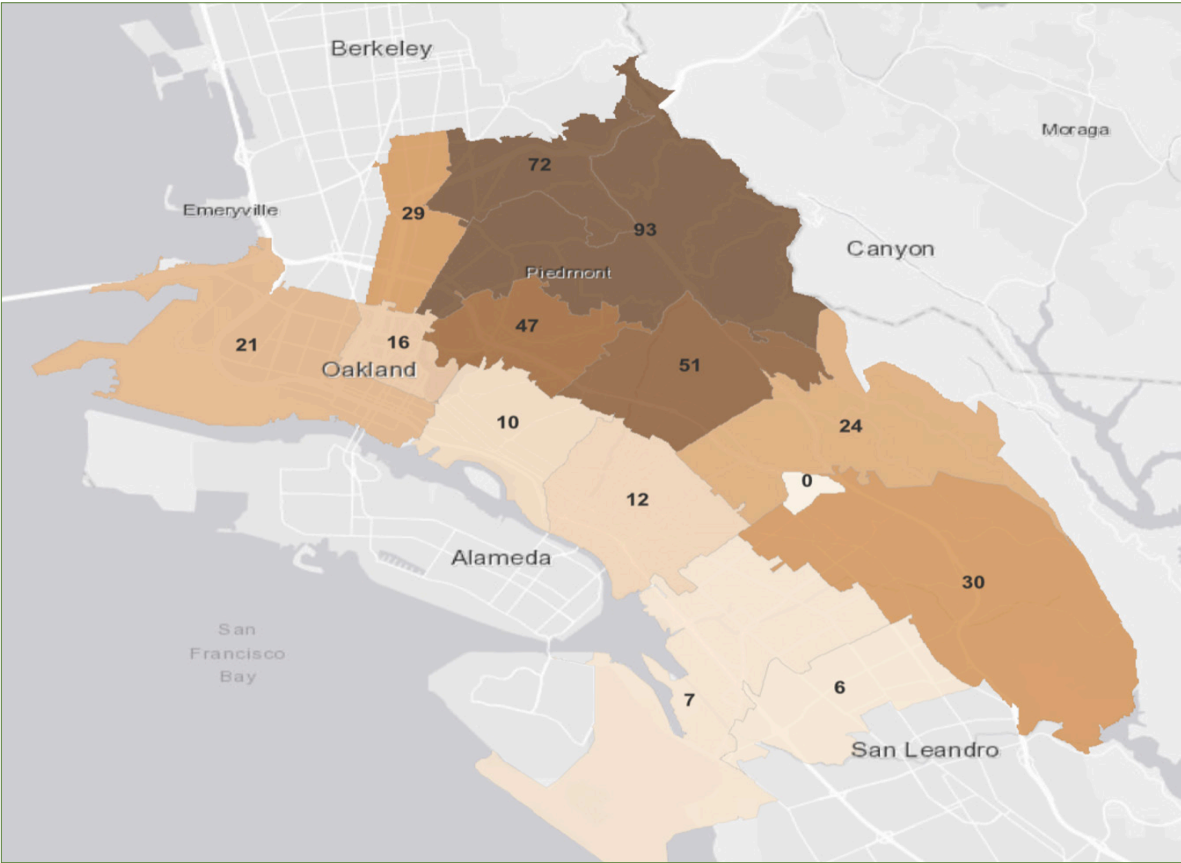 Berkeley
Moraga
72
Emeryville
29
93
Canyon
Piedmont
47
21
16
51
Oakland
10
24
0
12
Alameda
30
San
Francisco
Bay
7
6
San Leandro